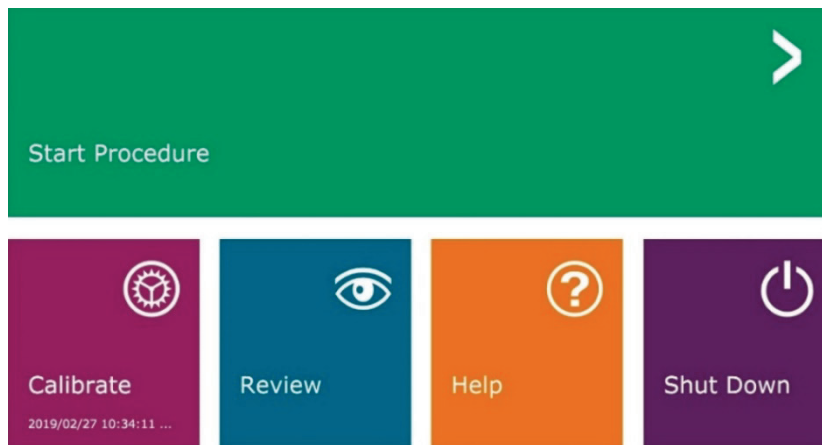 Start Procedure
Calibrate
2019/02/27 10:34:11 ...
Review
Help
Shut Down